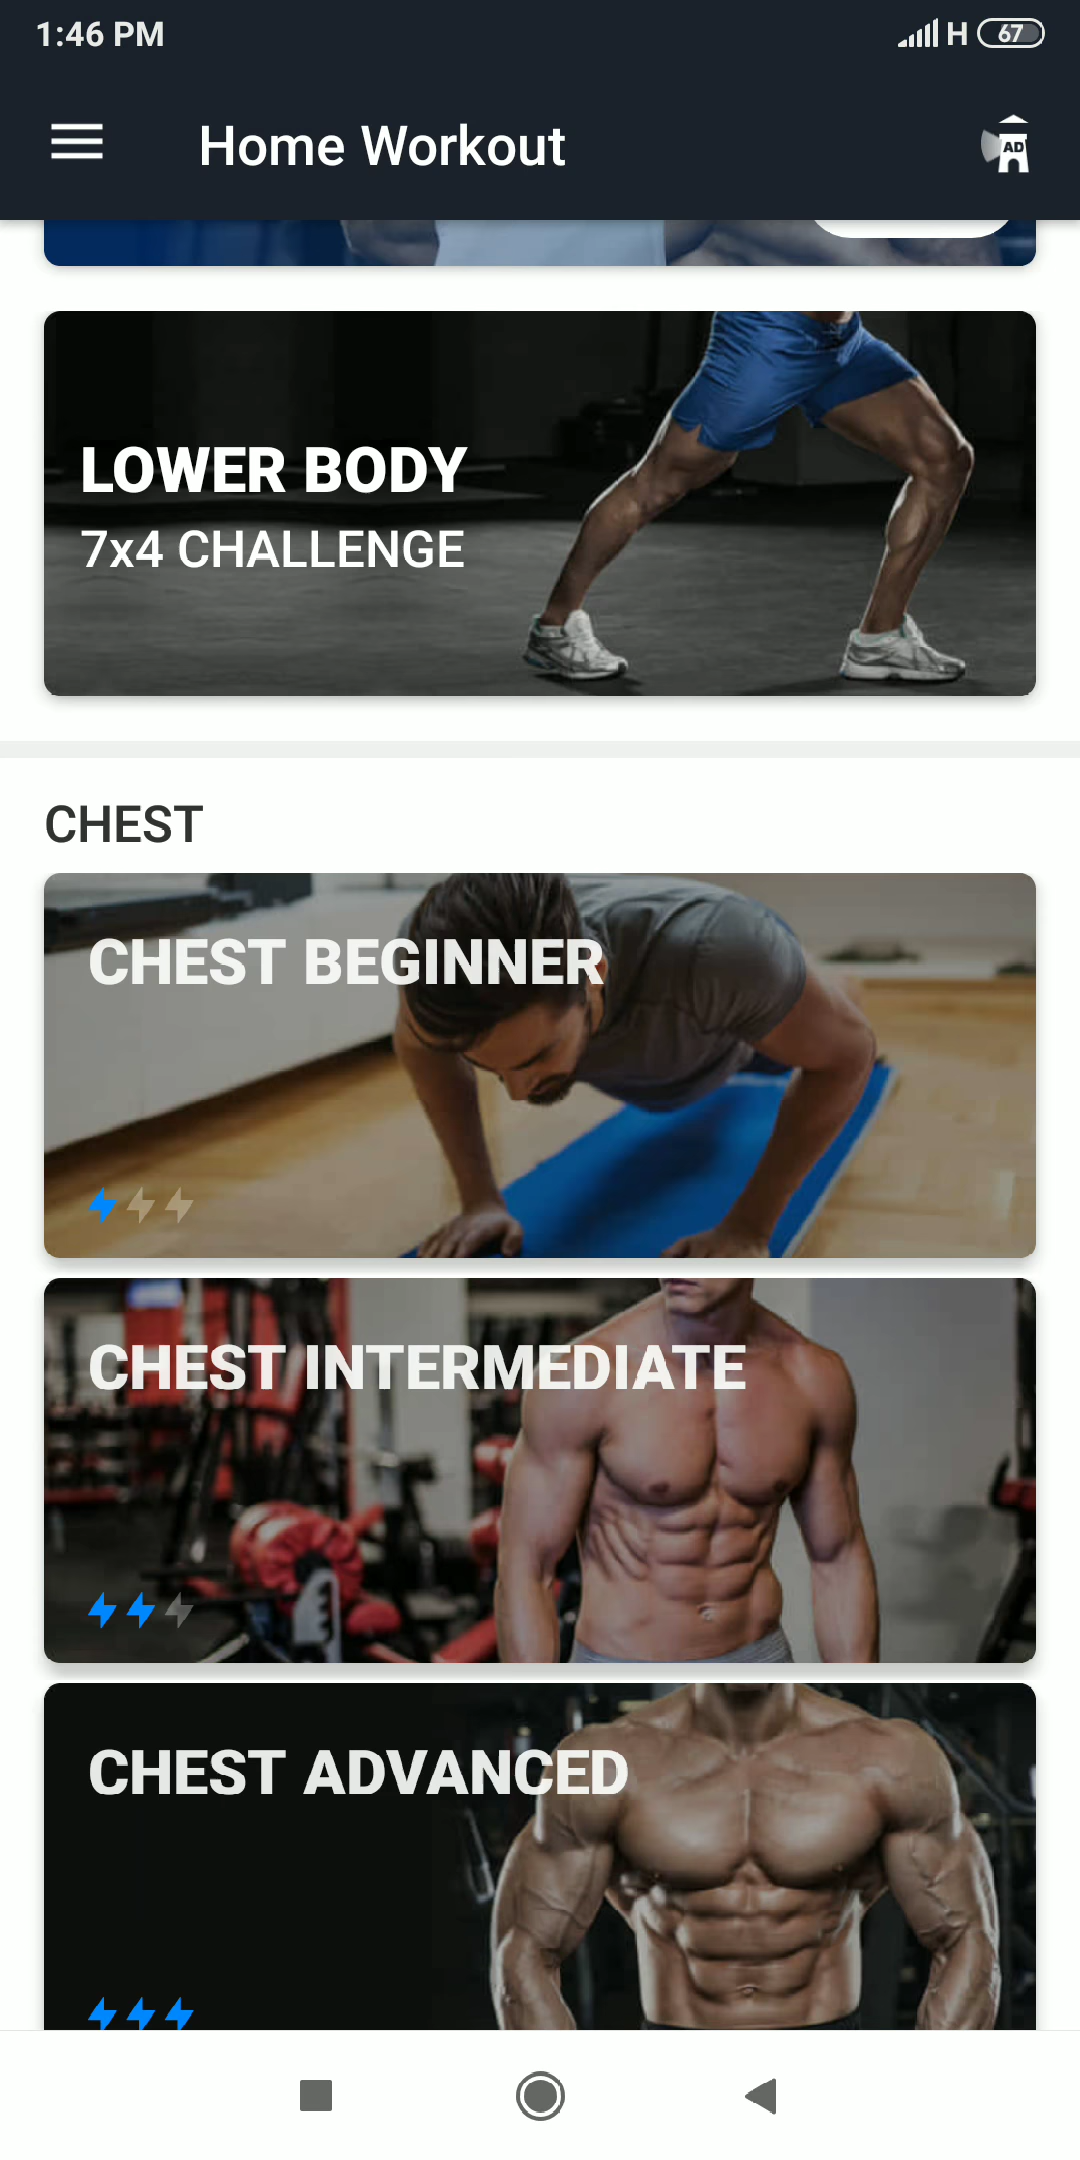 1:46 PM
H
67
Home Workout
AD
LOWER BODY
7x4 CHALLENGE
CHEST
CHEST BEGINNER
CHEST INTERMEDIATE
CHEST ADVANCED